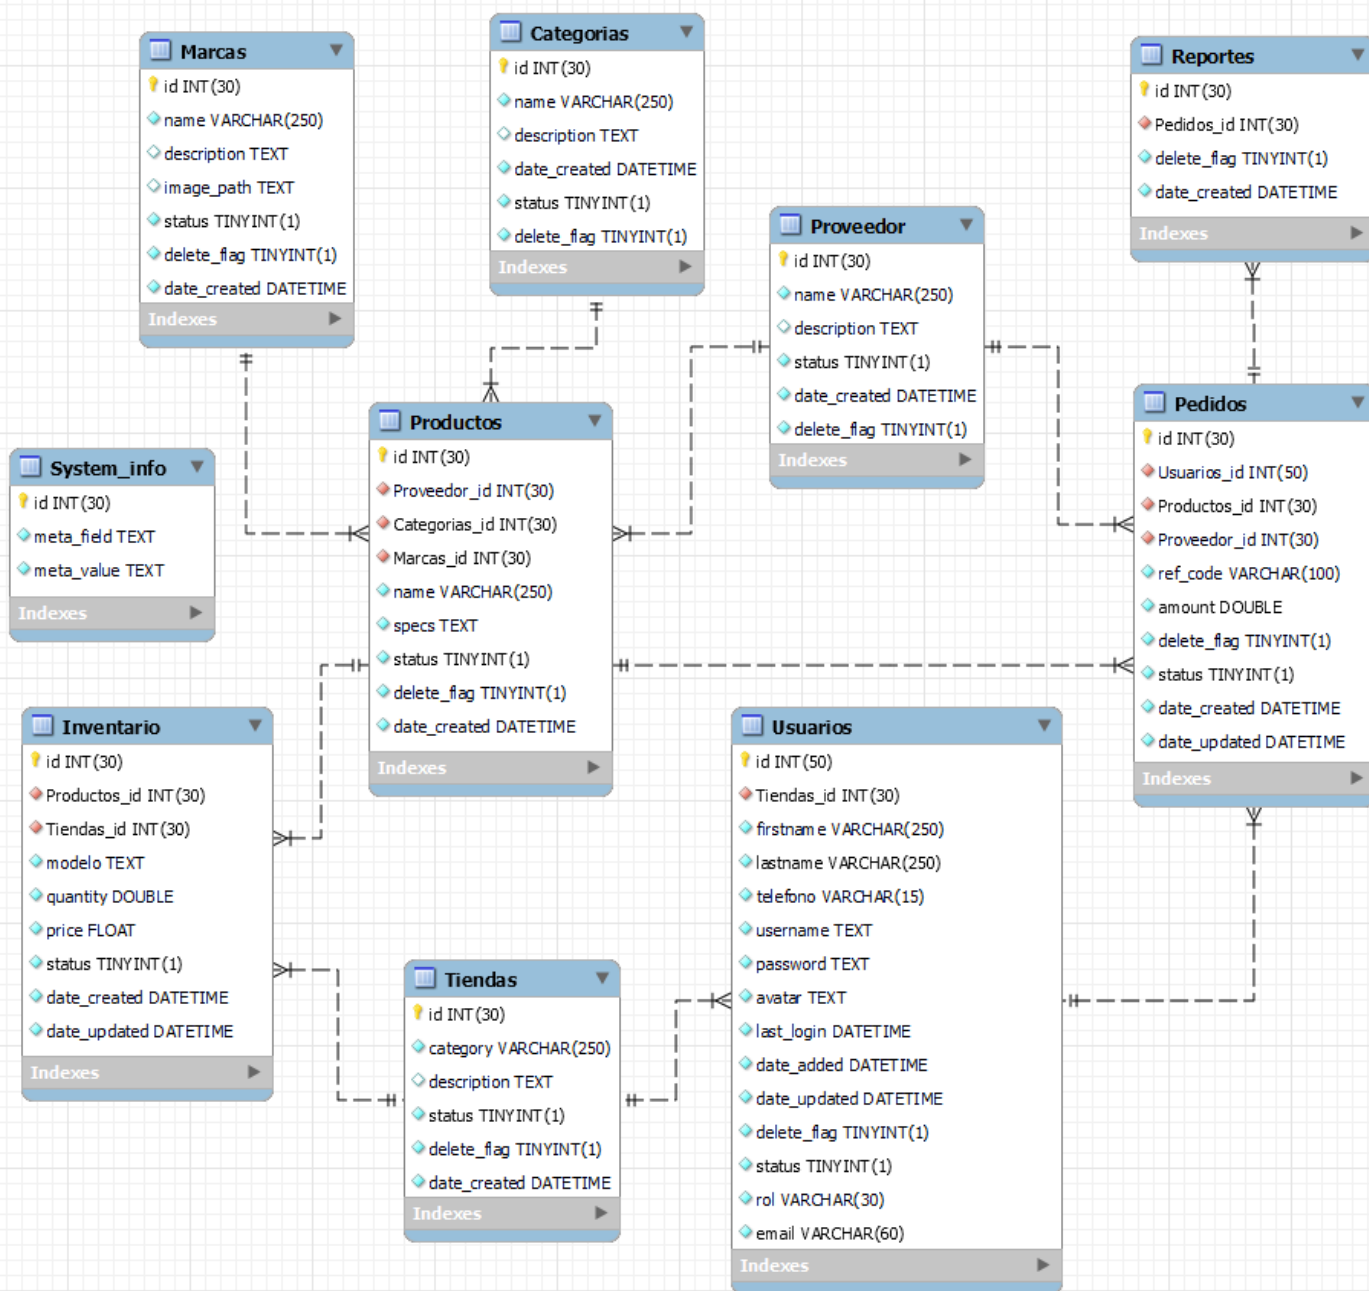 Marcas
id INT(30)
name VARCHAR(250)
description TEXT
image_path TEXT
status TINYINT(1)
delete_flag TINYINT(1)
date_created DATETIME
Indexes
Categorias
id INT(30)
name VARCHAR(250)
description TEXT
date_created DATETIME
status TINYINT(1)
delete_flag TINYINT(1)
Indexes
Proveedor
id INT(30)
name VARCHAR(250)
description TEXT
status TINYINT(1)
date_created DATETIME
delete_flag TINYINT(1)
Indexes
Reportes
id INT(30)
Pedidos_id INT(30)
delete_flag TINYINT(1)
date_created DATETIME
Indexes
System_info
id INT(30)
meta_field TEXT
meta_value TEXT
Indexes
Productos
id INT(30)
Proveedor_id INT(30)
Categorias_id INT(30)
Marcas_id INT(30)
name VARCHAR(250)
specs TEXT
status TINYINT(1)
delete_flag TINYINT(1)
date_created DATETIME
Indexes
Pedidos
id INT(30)
Usuarios_id INT(50)
Productos_id INT(30)
Proveedor_id INT(30)
ref_code VARCHAR(100)
amount DOUBLE
delete_flag TINYINT(1)
status TINYINT(1)
date_created DATETIME
date_updated DATETIME
Indexes
Inventario
id INT(30)
Productos_id INT(30)
Tiendas_id INT(30)
modelo TEXT
quantity DOUBLE
price FLOAT
status TINYINT(1)
date_created DATETIME
date_updated DATETIME
Indexes
Tiendas
id INT(30)
category VARCHAR(250)
description TEXT
status TINYINT(1)
delete_flag TINYINT(1)
date_created DATETIME
Indexes
Usuarios
id INT(50)
Tiendas_id INT(30)
firstname VARCHAR(250)
lastname VARCHAR(250)
telefono VARCHAR(15)
username TEXT
password TEXT
avatar TEXT
last_login DATETIME
date_added DATETIME
date_updated DATETIME
delete_flag TINYINT(1)
status TINYINT(1)
rol VARCHAR(30)
email VARCHAR(60)
Indexes